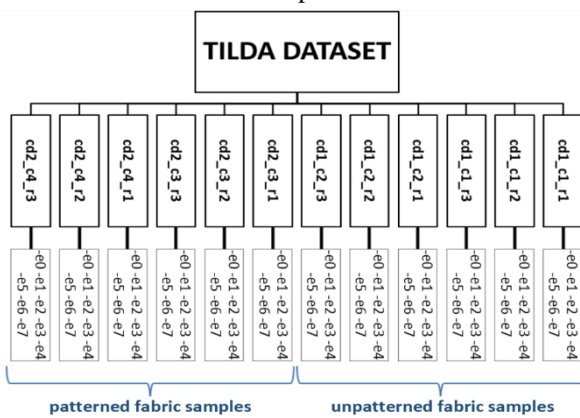 TILDA DATASET
cd2_c4_r3
cd2_c4_r2
cd2_c4_r1
cd2_c3_r3
cd2_c3_r2
cd2_c3_r1
cd1_c2_r3
cd1_c2_r2
cd1_c2_r1
cd1_c1_r3
cd1_c1_r2
cd1_c1_r1
-e0 -e1 -e2 -e3 -e4
-e5 -e6 -e7
-e0 -e1 -e2 -e3 -e4
-e5 -e6 -e7
-e0 -e1 -e2 -e3 -e4
-e5 -e6 -e7
-e0 -e1 -e2 -e3 -e4
-e5 -e6 -e7
-e0 -e1 -e2 -e3 -e4
-e5 -e6 -e7
-e0 -e1 -e2 -e3 -e4
-e5 -e6 -e7
-e0 -e1 -e2 -e3 -e4
-e5 -e6 -e7
-e0 -e1 -e2 -e3 -e4
-e5 -e6 -e7
-e0 -e1 -e2 -e3 -e4
-e5 -e6 -e7
-e0 -e1 -e2 -e3 -e4
-e5 -e6 -e7
-e0 -e1 -e2 -e3 -e4
-e5 -e6 -e7
-e0 -e1 -e2 -e3 -e4
-e5 -e6 -e7
patterned fabric samples
unpatterned fabric samples